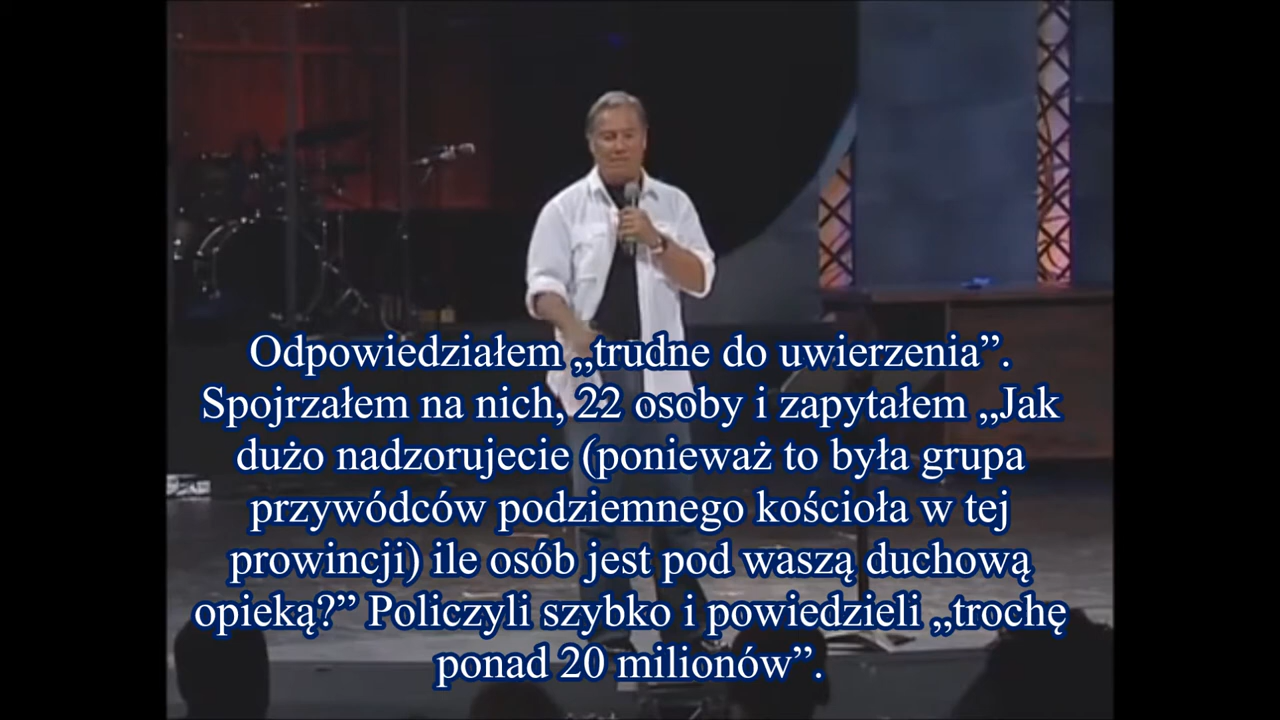 Odpowiedziałem „trudne do uwierzenia”.
Spojrzałem na nich, 22 osoby i zapytałem „Jak
dużo nadzorujecie (ponieważ to była grupa
przywódców podziemnego kościoła w tej
prowincji) ile osób jest pod waszą duchową
opieką?” Policzyli szybko i powiedzieli „trochę
ponad 20 milionów”.